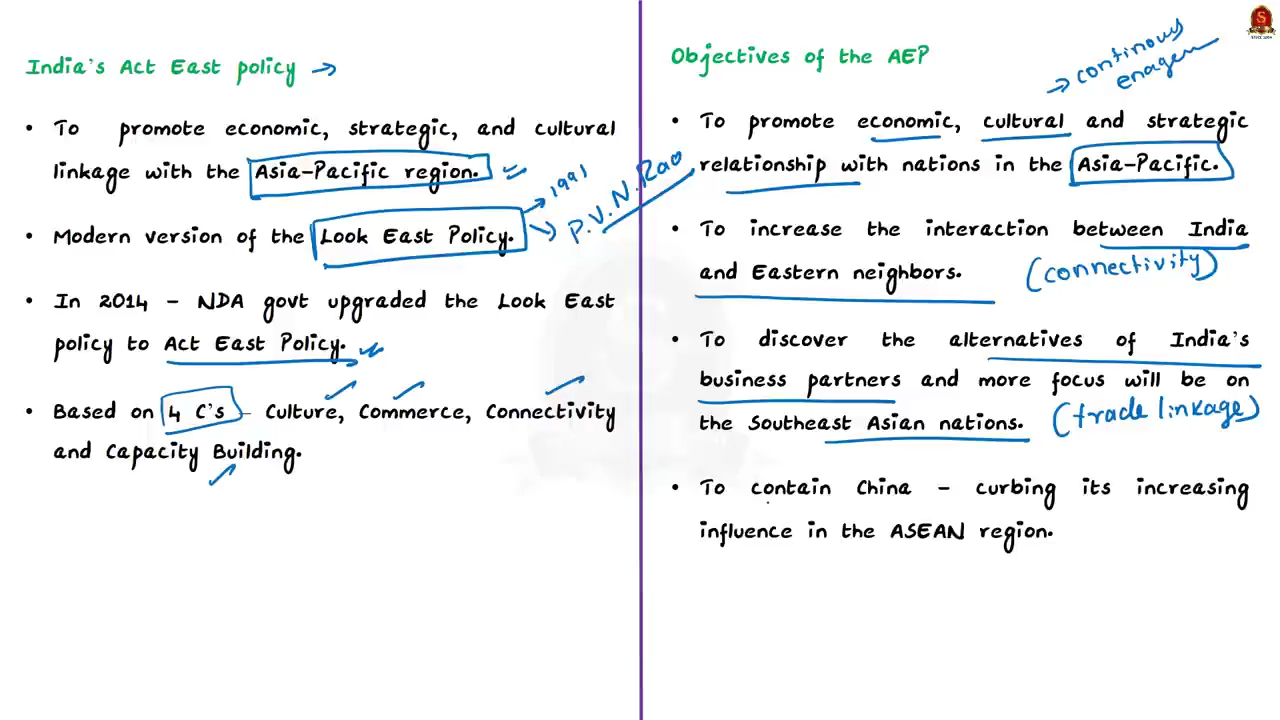 India's Act East policy →
• To promote economic, strategic, and cultural
linkage with the Asia-Pacific region.
1991
• Modern version of the Look East Policy.
P.V.N.Rao
• In 2014 - NDA govt upgraded the Look East
policy to Act East Policy.
• Based on 4 C's - Culture, Commerce, Connectivity
and Capacity Building.
Objectives of the AEP
→ continous
enagem
• To promote economic, cultural and strategic
relationship with nations in the Asia-Pacific.
• To increase the interaction between India
and Eastern neighbors. (connectivity)
• To discover the alternatives of India's
business partners and more focus will be on
the Southeast Asian nations. (trade linkage)
• To contain China - curbing its increasing
influence in the ASEAN region.
S